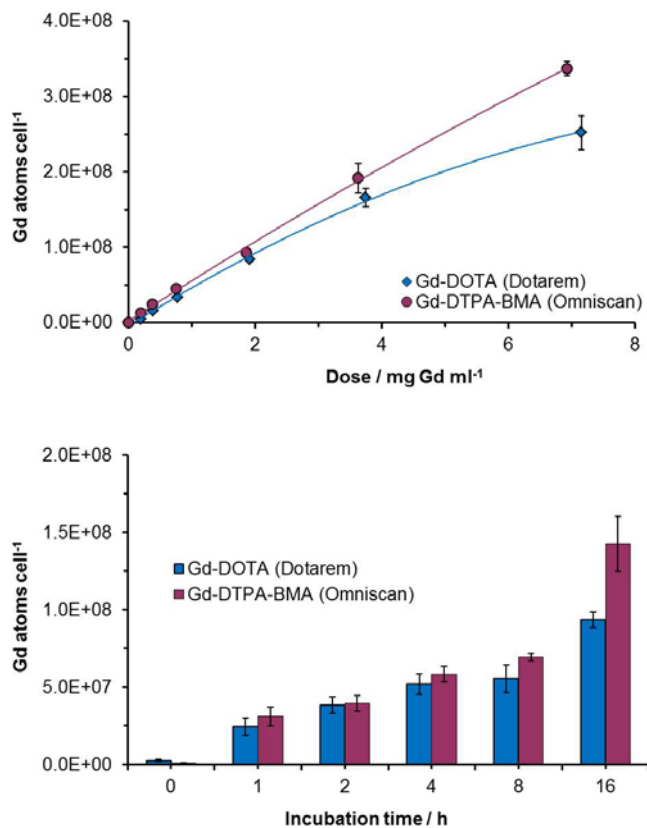 4.0E+08
3.0E+08
2.0E+08
1.0E+08
0.0E+00
Gd atoms cell-1
Gd-DOTA (Dotarem)
Gd-DTPA-BMA (Omniscan)
0 2 4 6 8
Dose / mg Gd ml-1
2.0E+08
1.5E+08
1.0E+08
5.0E+07
0.0E+00
Gd atoms cell-1
Gd-DOTA (Dotarem)
Gd-DTPA-BMA (Omniscan)
0 1 2 4 8 16
Incubation time / h